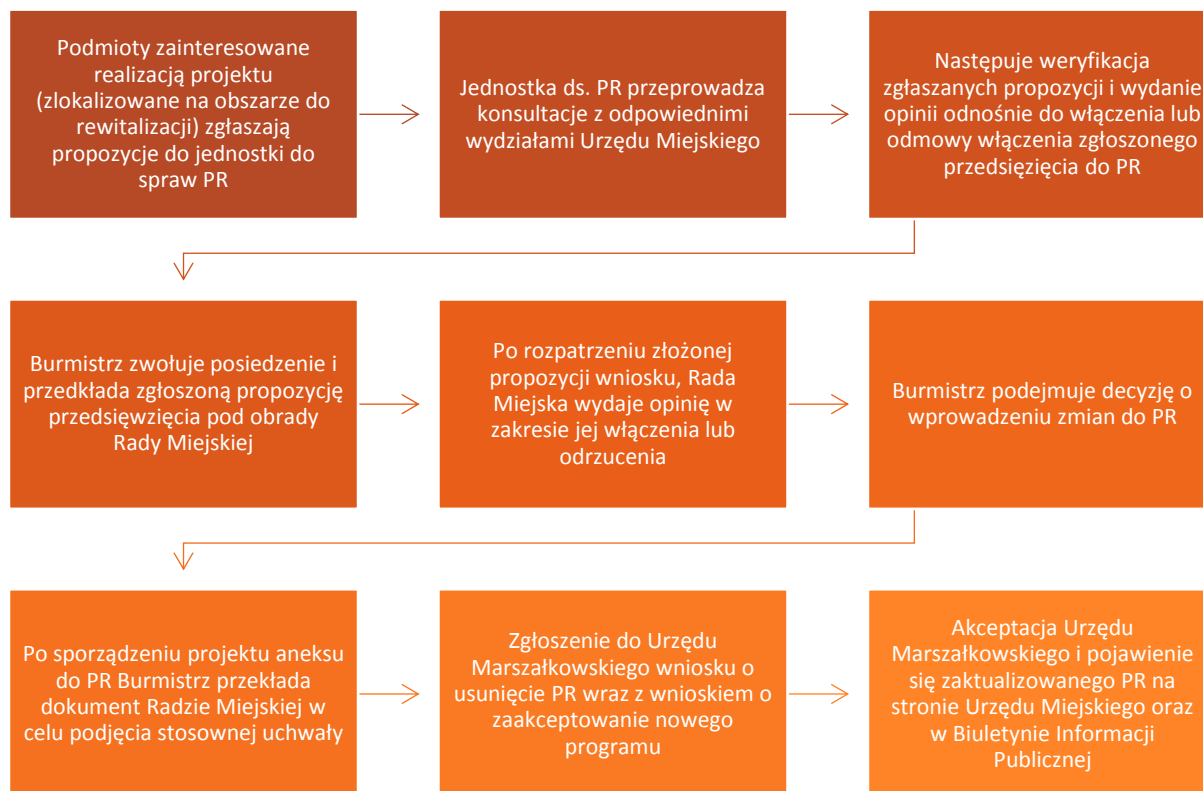 Podmioty zainteresowane
realizacją projektu
(zlokalizowane na obszarze do
rewitalizacji) zgłaszają
propozycje do jednostki do
spraw PR
Jednostka ds. PR przeprowadza
konsultacje z odpowiednimi
wydziałami Urzędu Miejskiego
Następuje weryfikacja
zgłaszanych propozycji i wydanie
opinii odnośnie do włączenia lub
odmowy włączenia zgłoszonego
przedsięzięcia do PR
Burmistrz zwołuje posiedzenie i
przedkłada zgłoszoną propozycję
przedsięwzięcia pod obrady
Rady Miejskiej
Po rozpatrzeniu złożonej
propozycji wniosku, Rada
Miejska wydaje opinię w
zakresie jej włączenia lub
odrzucenia
Burmistrz podejmuje decyzję o
wprowadzeniu zmian do PR
Po sporządzeniu projektu aneksu
do PR Burmistrz przekłada
dokument Radzie Miejskiej w
celu podjęcia stosownej uchwały
Zgłoszenie do Urzędu
Marszałkowskiego wniosku o
usunięcie PR wraz z wnioskiem o
zaakceptowanie nowego
programu
Akceptacja Urzędu
Marszałkowskiego i pojawienie
się zaktualizowanego PR na
stronie Urzędu Miejskiego oraz
w Biuletynie Informacji
Publicznej